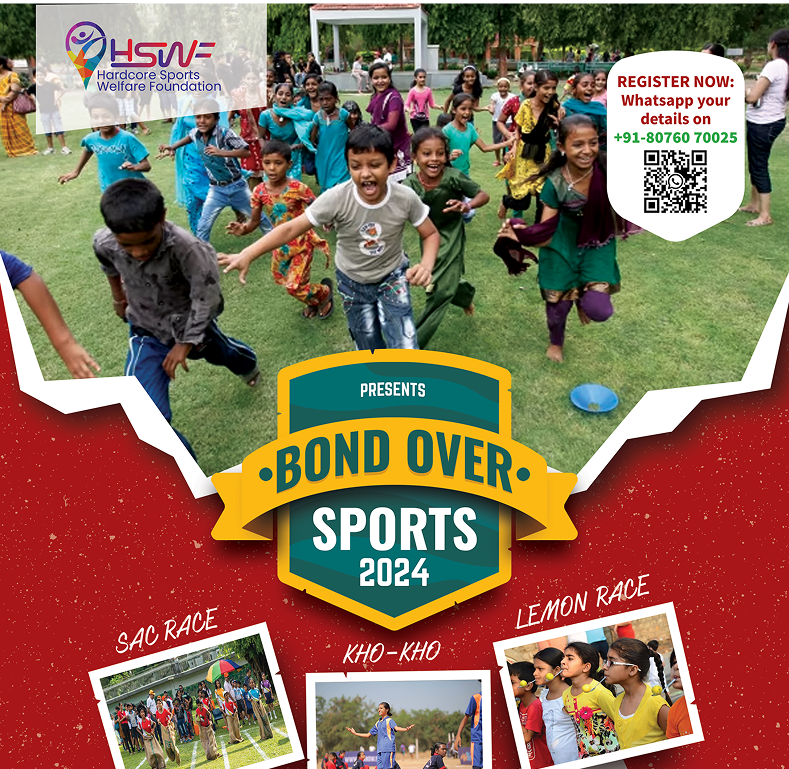 HSWF
Hardcore Sports
Welfare Foundation
REGISTER NOW:
Whatsapp your
details on
+91-80760 70025
PRESENTS
•BOND OVER•
SPORTS
2024
SAC RACE
KHO-KHO
LEMON RACE